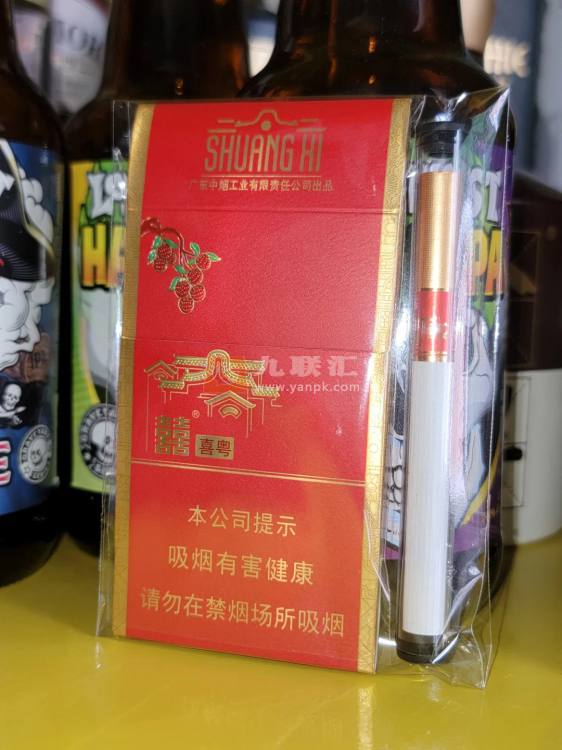 SHUANG XI
广东中烟工业有限责任公司出品
九联汇
www.yanpk.com
囍®
喜粤
本公司提示
吸烟有害健康
请勿在禁烟场所吸烟